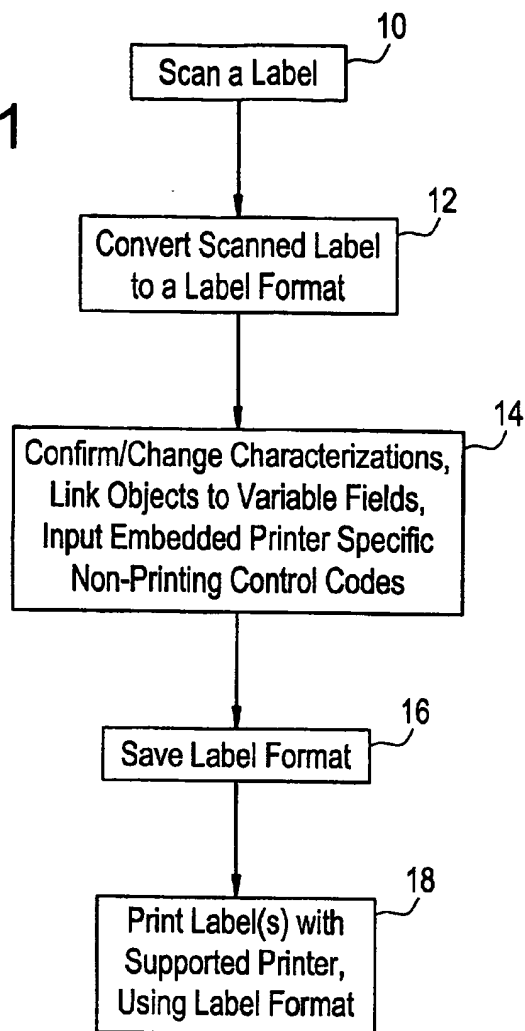 10
Scan a Label
1
12
Convert Scanned Label
to a Label Format
14
Confirm/Change Characterizations,
Link Objects to Variable Fields,
Input Embedded Printer Specific
Non-Printing Control Codes
16
Save Label Format
18
Print Label(s) with
Supported Printer,
Using Label Format